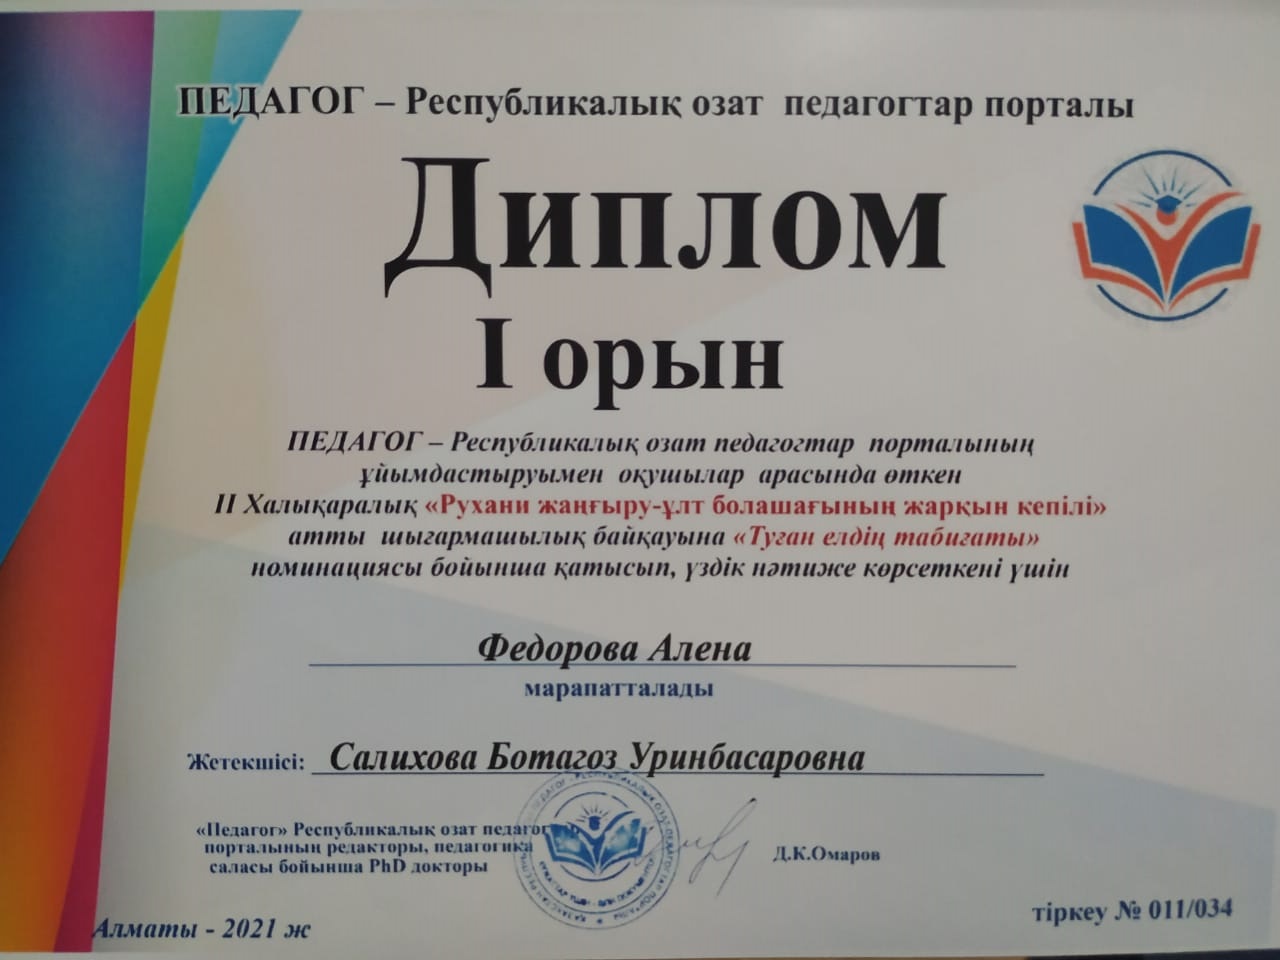 ПЕДАГОГ – Республикалық озат педагогтар порталы
Диплом
I орын
ПЕДАГОГ – Республикалық озат педагогтар порталының
ұйымдастыруымен оқушылар арасында өткен
II Халықаралық «Рухани жаңғыру-ұлт болашағының жарқын кепілі»
атты шығармашылық байқауына «Туған елдің табиғаты»
номинациясы бойынша қатысып, үздік нәтиже көрсеткені үшін
Федорова Алена
марапатталады
Жетекшісі: Салихова Ботагоз Уринбасаровна
«Педагог» Республикалық озат педагогтар
порталының редакторы, педагогика
саласы бойынша PhD докторы
Д.К.Омаров
Алматы - 2021 ж
тіркеу № 011/034